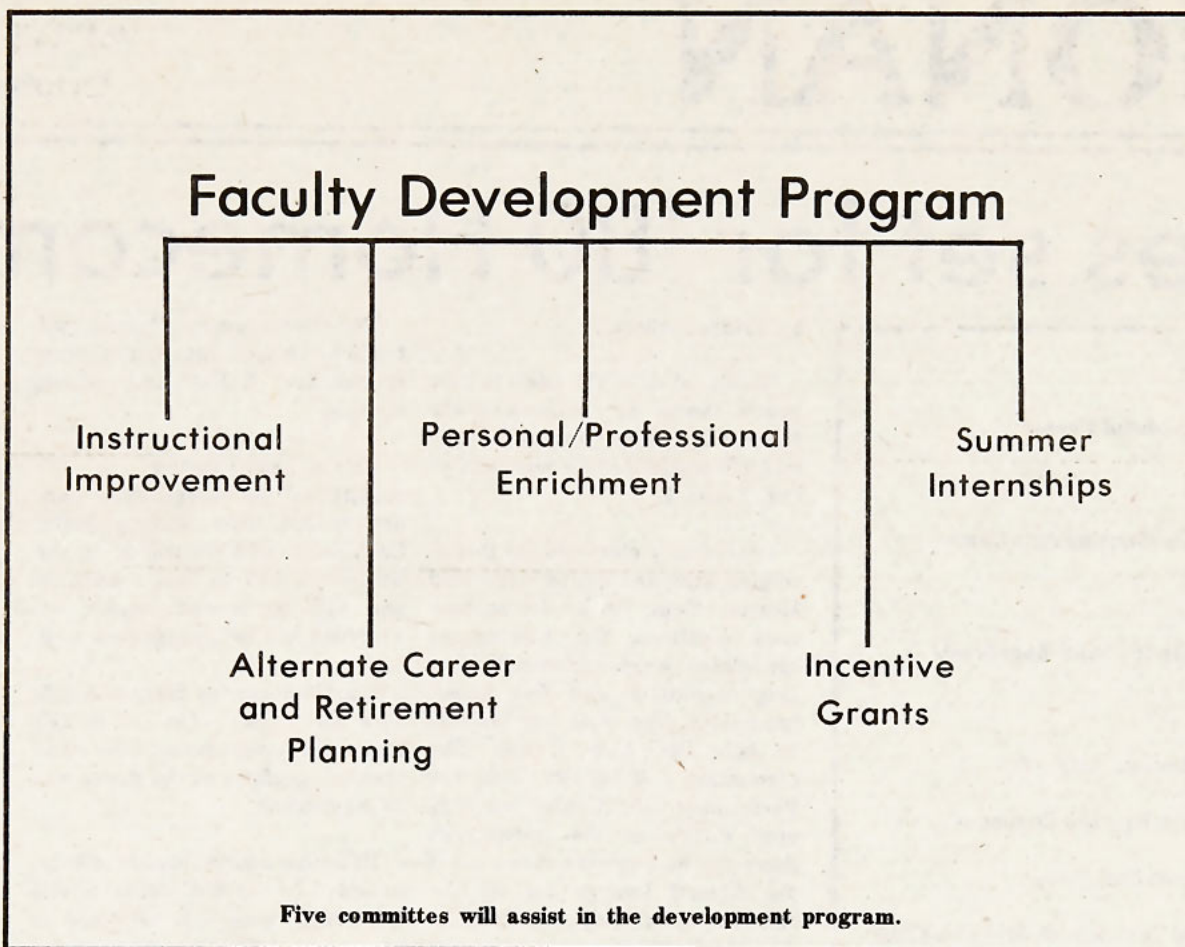 Faculty Development Program
Instructional
Improvement
Personal/Professional
Enrichment
Summer
Internships
Alternate Career
and Retirement
Planning
Incentive
Grants
Five committes will assist in the development program.